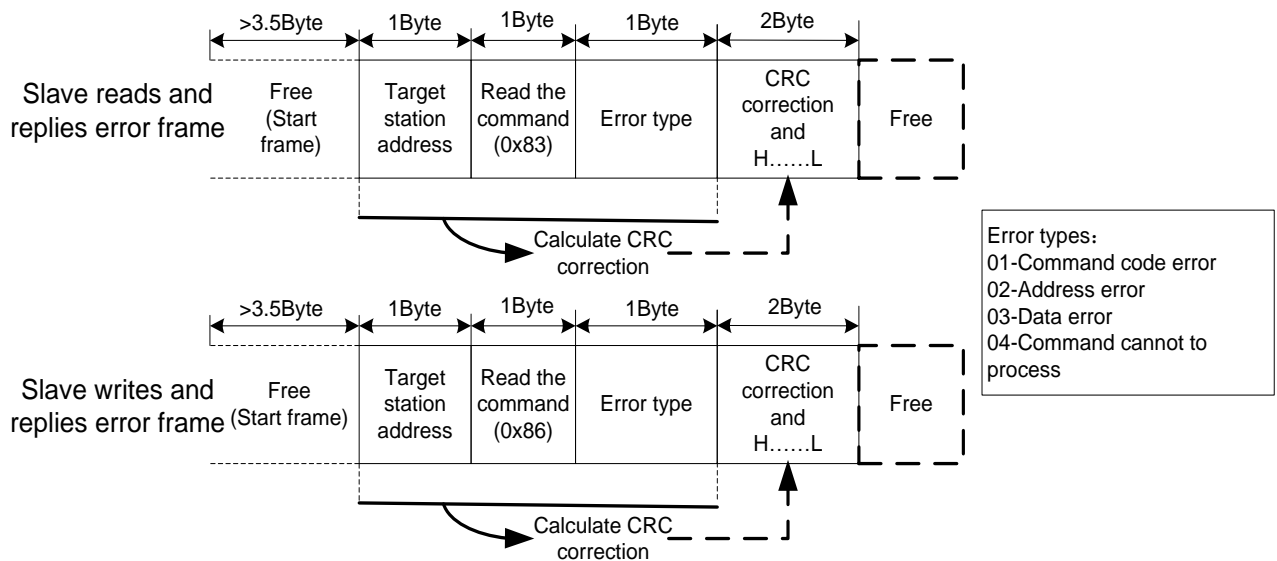 >3.5Byte 1Byte 1Byte 1Byte 2Byte
Slave reads and
replies error frame
Free
(Start
frame)
Target
station
address
Read the
command
(0x83)
Error type
CRC
correction
and
H......L
Free
Calculate CRC
correction
Error types：
01-Command code error
02-Address error
03-Data error
04-Command cannot to
process
>3.5Byte 1Byte 1Byte 1Byte 2Byte
Slave writes and
replies error frame
Free
(Start frame)
Target
station
address
Read the
command
(0x86)
Error type
CRC
correction
and
H......L
Free
Calculate CRC
correction